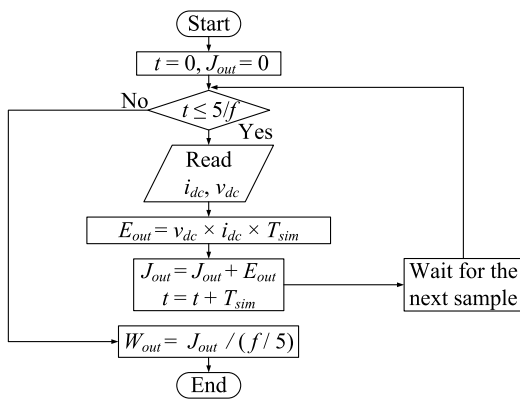 Start
t = 0, J_out = 0
No
t ≤ 5/f
Yes
Read
i_dc, v_dc
E_out = v_dc × i_dc × T_sim
J_out = J_out + E_out
t = t + T_sim
Wait for the
next sample
W_out = J_out / (f / 5)
End